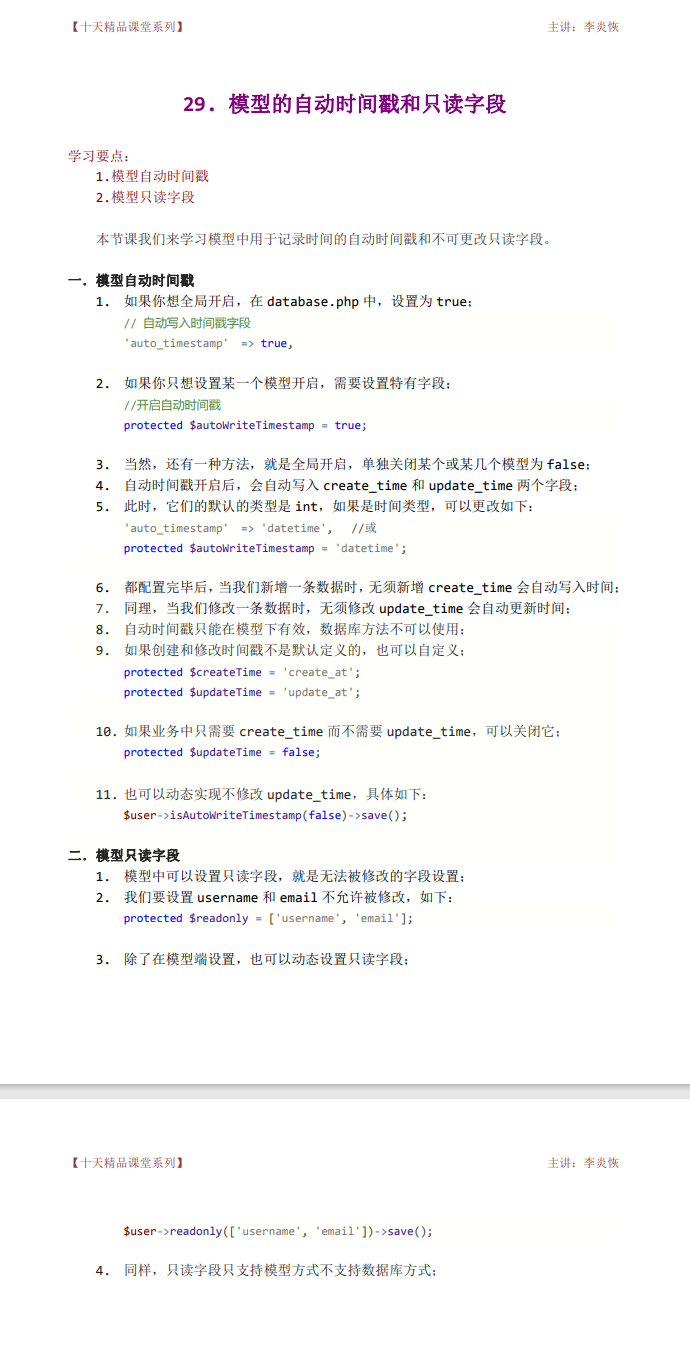 【十天精品课堂系列】 主讲：李炎恢
29．模型的自动时间戳和只读字段
学习要点：
1.模型自动时间戳
2.模型只读字段
本节课我们来学习模型中用于记录时间的自动时间戳和不可更改只读字段。
一．模型自动时间戳
1. 如果你想全局开启，在 database.php 中，设置为 true；
// 自动写入时间戳字段
'auto_timestamp' => true,
2. 如果你只想设置某一个模型开启，需要设置特有字段；
//开启自动时间戳
protected $autoWriteTimestamp = true;
3. 当然，还有一种方法，就是全局开启，单独关闭某个或某几个模型为 false；
4. 自动时间戳开启后，会自动写入 create_time 和 update_time 两个字段；
5. 此时，它们的默认的类型是 int，如果是时间类型，可以更改如下：
'auto_timestamp' => 'datetime', //或
protected $autoWriteTimestamp = 'datetime';
6. 都配置完毕后，当我们新增一条数据时，无须新增 create_time 会自动写入时间；
7. 同理，当我们修改一条数据时，无须修改 update_time 会自动更新时间；
8. 自动时间戳只能在模型下有效，数据库方法不可以使用；
9. 如果创建和修改时间戳不是默认定义的，也可以自定义；
protected $createTime = 'create_at';
protected $updateTime = 'update_at';
10. 如果业务中只需要 create_time 而不需要 update_time，可以关闭它；
protected $updateTime = false;
11. 也可以动态实现不修改 update_time，具体如下：
$user->isAutoWriteTimestamp(false)->save();
二．模型只读字段
1. 模型中可以设置只读字段，就是无法被修改的字段设置；
2. 我们要设置 username 和 email 不允许被修改，如下：
protected $readonly = ['username', 'email'];
3. 除了在模型端设置，也可以动态设置只读字段；
【十天精品课堂系列】 主讲：李炎恢
$user->readonly(['username', 'email'])->save();
4. 同样，只读字段只支持模型方式不支持数据库方式；